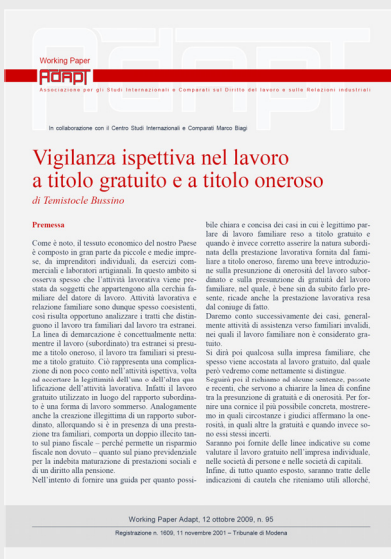 Working Paper
ADAPT
Associazione per gli Studi Internazionali e Comparati sul Diritto del lavoro e sulle Relazioni industriali
In collaborazione con il Centro Studi Internazionali e Comparati Marco Biagi
Vigilanza ispettiva nel lavoro
a titolo gratuito e a titolo oneroso
di Temistocle Bussino
Premessa
Come è noto, il tessuto economico del nostro Paese
è composto in gran parte da piccole e medie impre-
se, da imprenditori individuali, da esercizi com-
merciali e laboratori artigianali. In questo ambito si
osserva spesso che l'attività lavorativa viene pre-
stata da soggetti che appartengono alla cerchia fa-
miliare del datore di lavoro. Attività lavorativa e
relazione familiare sono dunque spesso coesistenti,
così risulta opportuno analizzare i tratti che distin-
guono il lavoro tra familiari dal lavoro tra estranei.
La linea di demarcazione è concettualmente netta:
mentre il lavoro (subordinato) tra estranei si presu-
me a titolo oneroso, il lavoro tra familiari si presu-
me a titolo gratuito. Ciò rappresenta una complica-
zione di non poco conto nell'attività ispettiva, volta
ad accertare la legittimità dell'una o dell'altra qua-
lificazione dell'attività lavorativa. Infatti il lavoro
gratuito utilizzato in luogo del rapporto subordina-
to è una forma di lavoro sommerso. Analogamente
anche la creazione illegittima di un rapporto subor-
dinato, allorquando si è in presenza di una presta-
zione tra familiari, comporta un doppio illecito tan-
to sul piano fiscale – perché permette un risparmio
fiscale non dovuto – quanto sul piano previdenziale
per la indebita maturazione di prestazioni sociali e
di un diritto alla pensione.
Nell'intento di fornire una guida per quanto possi-
bile chiara e concisa dei casi in cui è legittimo par-
lare di lavoro familiare reso a titolo gratuito e
quando è invece corretto asserire la natura subordi-
nata della prestazione lavorativa fornita dal fami-
liare a titolo oneroso, faremo una breve introduzio-
ne sulla presunzione di onerosità del lavoro subor-
dinato e sulla presunzione di gratuità del lavoro
familiare, nel quale, è bene sin da subito farlo pre-
sente, ricade anche la prestazione lavorativa resa
dal coniuge di fatto.
Daremo conto successivamente dei casi, general-
mente attività di assistenza verso familiari invalidi,
nei quali il lavoro familiare non è considerato gra-
tuito.
Si dirà poi qualcosa sulla impresa familiare, che
spesso viene accostata al lavoro gratuito, dal quale
però vedremo come nettamente si distingue.
Seguirà poi il richiamo ad alcune sentenze, passate
e recenti, che servono a chiarire la linea di confine
tra la presunzione di gratuità e di onerosità. Per for-
nire una cornice il più possibile concreta, mostrere-
mo in quali circostanze i giudici affermano la one-
rosità, in quali altre la gratuità e quando invece so-
no essi stessi incerti.
Saranno poi fornite delle linee indicative su come
valutare il lavoro gratuito nell'impresa individuale,
nelle società di persone e nelle società di capitali.
Infine, di tutto quanto esposto, saranno tratte delle
indicazioni di cautela che riteniamo utili allorché,
Working Paper Adapt, 12 ottobre 2009, n. 95
Registrazione n. 1609, 11 novembre 2001 – Tribunale di Modena